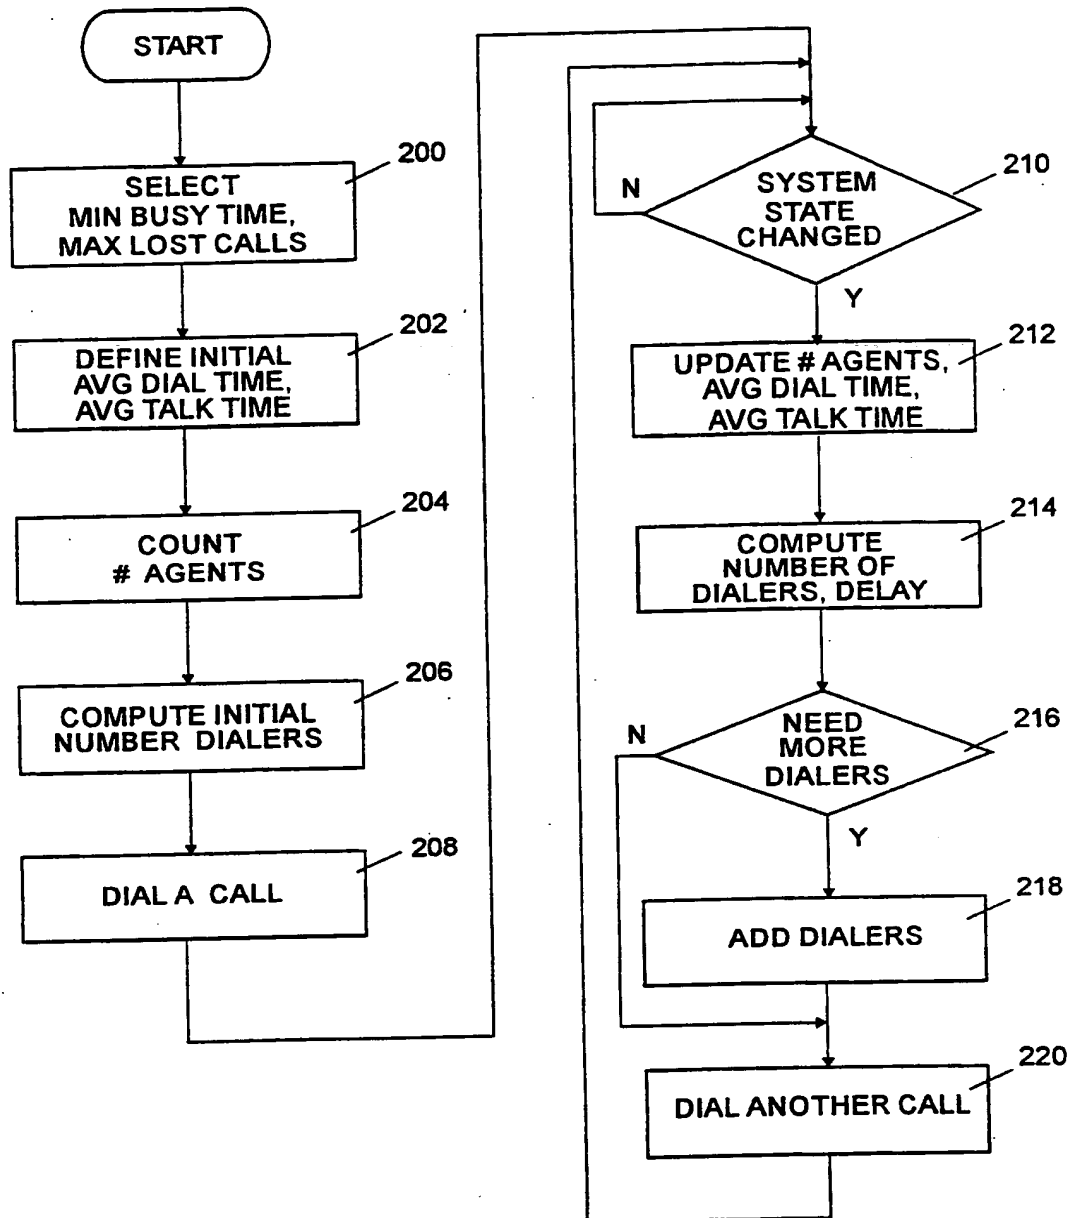 START
200
SELECT
MIN BUSY TIME,
MAX LOST CALLS
202
DEFINE INITIAL
AVG DIAL TIME,
AVG TALK TIME
204
COUNT
# AGENTS
206
COMPUTE INITIAL
NUMBER DIALERS
208
DIAL A CALL
210
N
SYSTEM
STATE
CHANGED
Y
212
UPDATE # AGENTS,
AVG DIAL TIME,
AVG TALK TIME
214
COMPUTE
NUMBER OF
DIALERS, DELAY
216
N
NEED
MORE
DIALERS
Y
218
ADD DIALERS
220
DIAL ANOTHER CALL